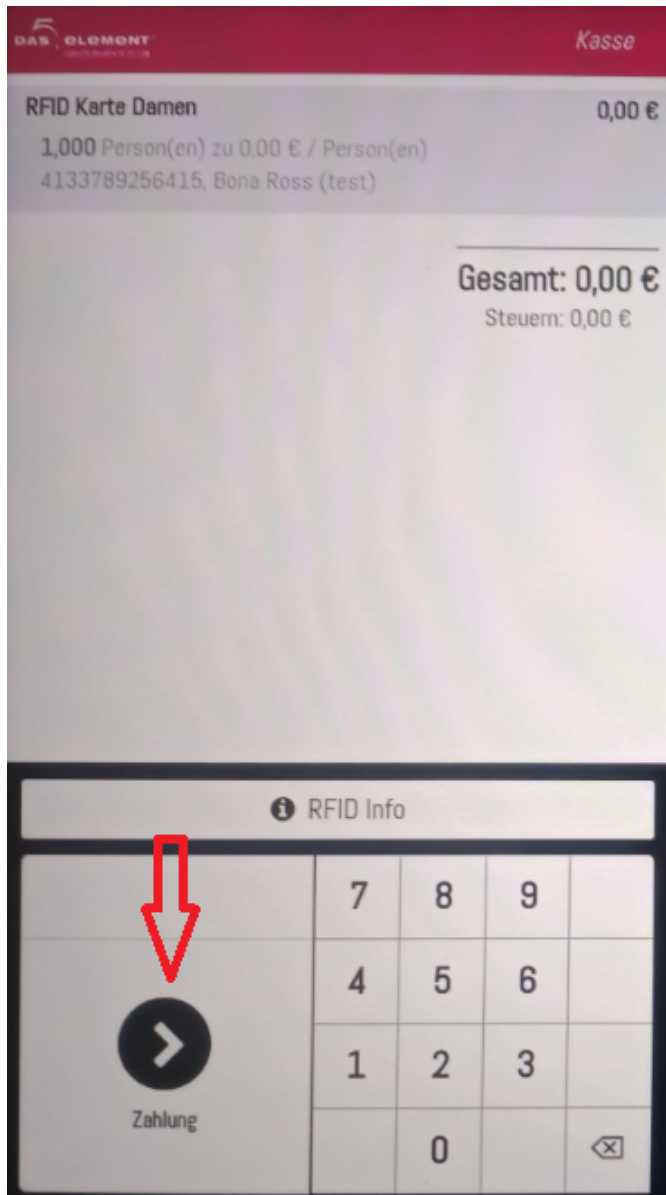 5
DAS ELEMENT
Kasse
RFID Karte Damen 0,00 €
1,000 Person(en) zu 0,00 € / Person(en)
4133789256415, Bona Ross (test)
Gesamt: 0,00 €
Steuern: 0,00 €
RFID Info
7 8 9
4 5 6
1 2 3
Zahlung
0